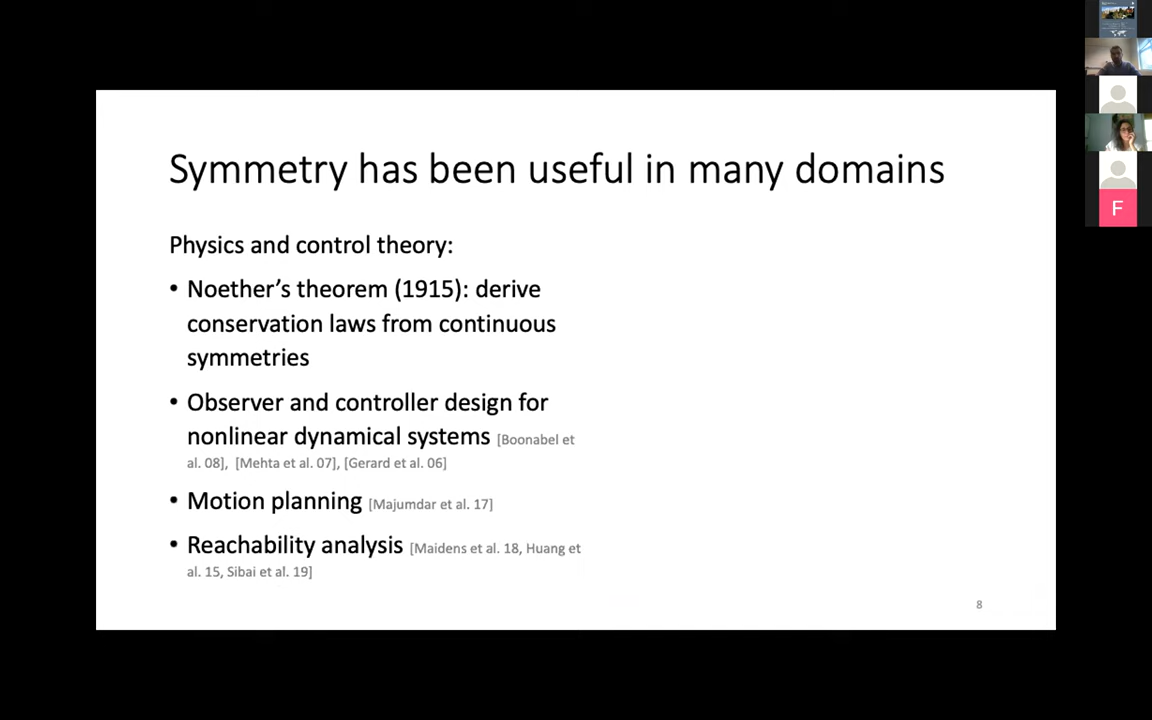 Symmetry has been useful in many domains
Physics and control theory:
• Noether's theorem (1915): derive
conservation laws from continuous
symmetries
• Observer and controller design for
nonlinear dynamical systems [Boonabel et
al. 08], [Mehta et al. 07], [Gerard et al. 06]
• Motion planning [Majumdar et al. 17]
• Reachability analysis [Maidens et al. 18, Huang et
al. 15, Sibai et al. 19]
8
F